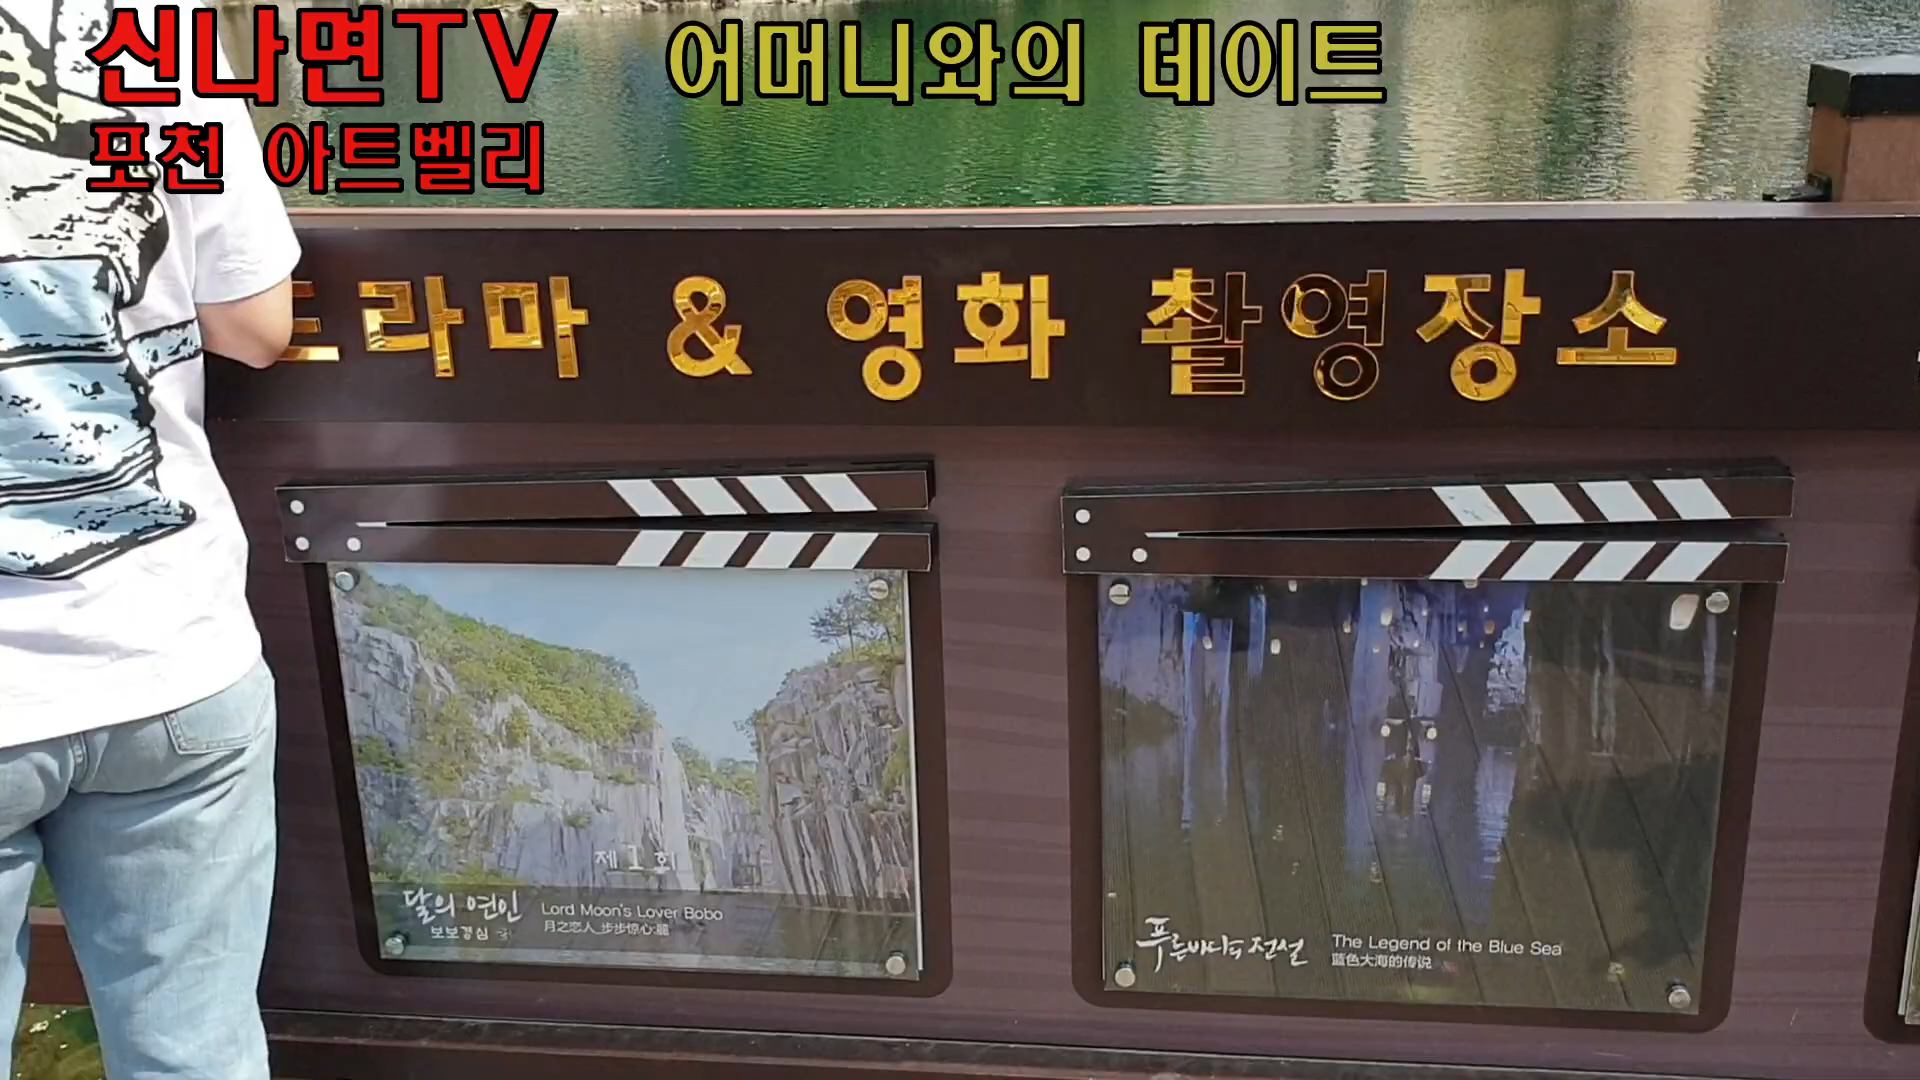 신나면TV 어머니와의 데이트
포천 아트벨리
드라마 & 영화 촬영장소
제1회
달의 연인
보보경심 려
Lord Moon's Lover Bobo
月之恋人_步步惊心:麗
푸른바다의 전설
The Legend of the Blue Sea
蓝色大海的传说